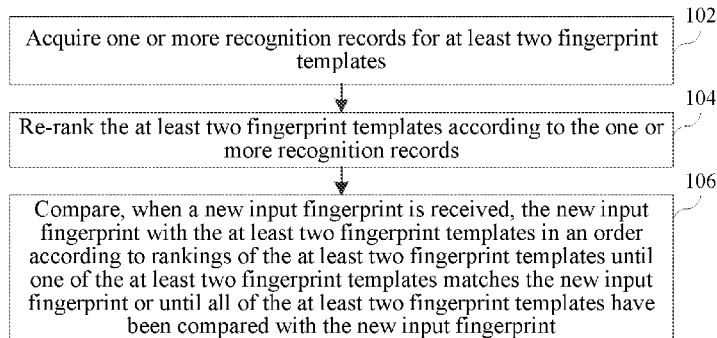 102
Acquire one or more recognition records for at least two fingerprint
templates
104
Re-rank the at least two fingerprint templates according to the one or
more recognition records
106
Compare, when a new input fingerprint is received, the new input
fingerprint with the at least two fingerprint templates in an order
according to rankings of the at least two fingerprint templates until
one of the at least two fingerprint templates matches the new input
fingerprint or until all of the at least two fingerprint templates have
been compared with the new input fingerprint